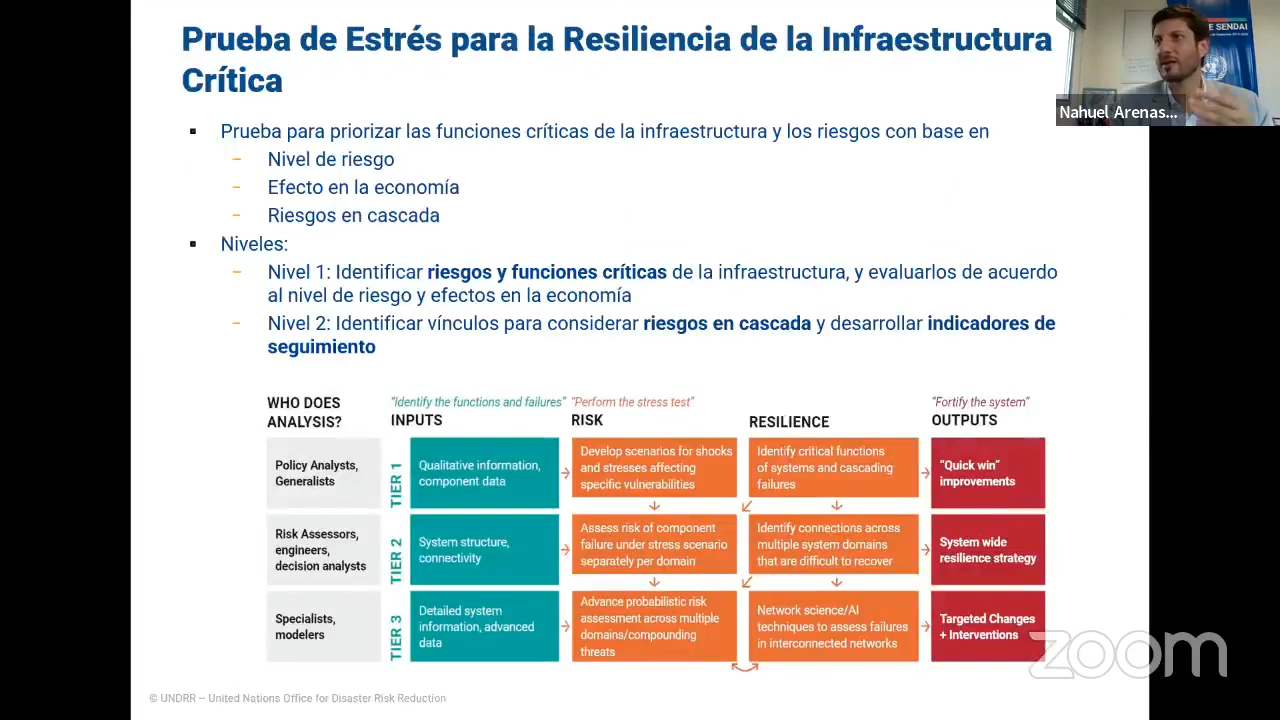 Prueba de Estrés para la Resiliencia de la Infraestructura
Crítica
SENDAI
Nahuel Arenas...
Prueba para priorizar las funciones críticas de la infraestructura y los riesgos con base en
Nivel de riesgo
Efecto en la economía
Riesgos en cascada
Niveles:
Nivel 1: Identificar riesgos y funciones críticas de la infraestructura, y evaluarlos de acuerdo
al nivel de riesgo y efectos en la economía
Nivel 2: Identificar vínculos para considerar riesgos en cascada y desarrollar indicadores de
seguimiento
WHO DOES
ANALYSIS?
"Identify the functions and failures"
INPUTS
"Perform the stress test"
RISK
RESILIENCE
"Fortify the system"
OUTPUTS
Policy Analysts,
Generalists
TIER 1
Qualitative information,
component data
Develop scenarios for shocks
and stresses affecting
specific vulnerabilities
Identify critical functions
of systems and cascading
failures
"Quick win"
improvements
Risk Assessors,
engineers,
decision analysts
TIER 2
System structure,
connectivity
Assess risk of component
failure under stress scenario
separately per domain
Identify connections across
multiple system domains
that are difficult to recover
System wide
resilience strategy
Specialists,
modelers
TIER 3
Detailed system
information, advanced
data
Advance probabilistic risk
assessment across multiple
domains/compounding
threats
Network science/AI
techniques to assess failures
in interconnected networks
Targeted Changes
+ Interventions
zoom
© UNDRR – United Nations Office for Disaster Risk Reduction